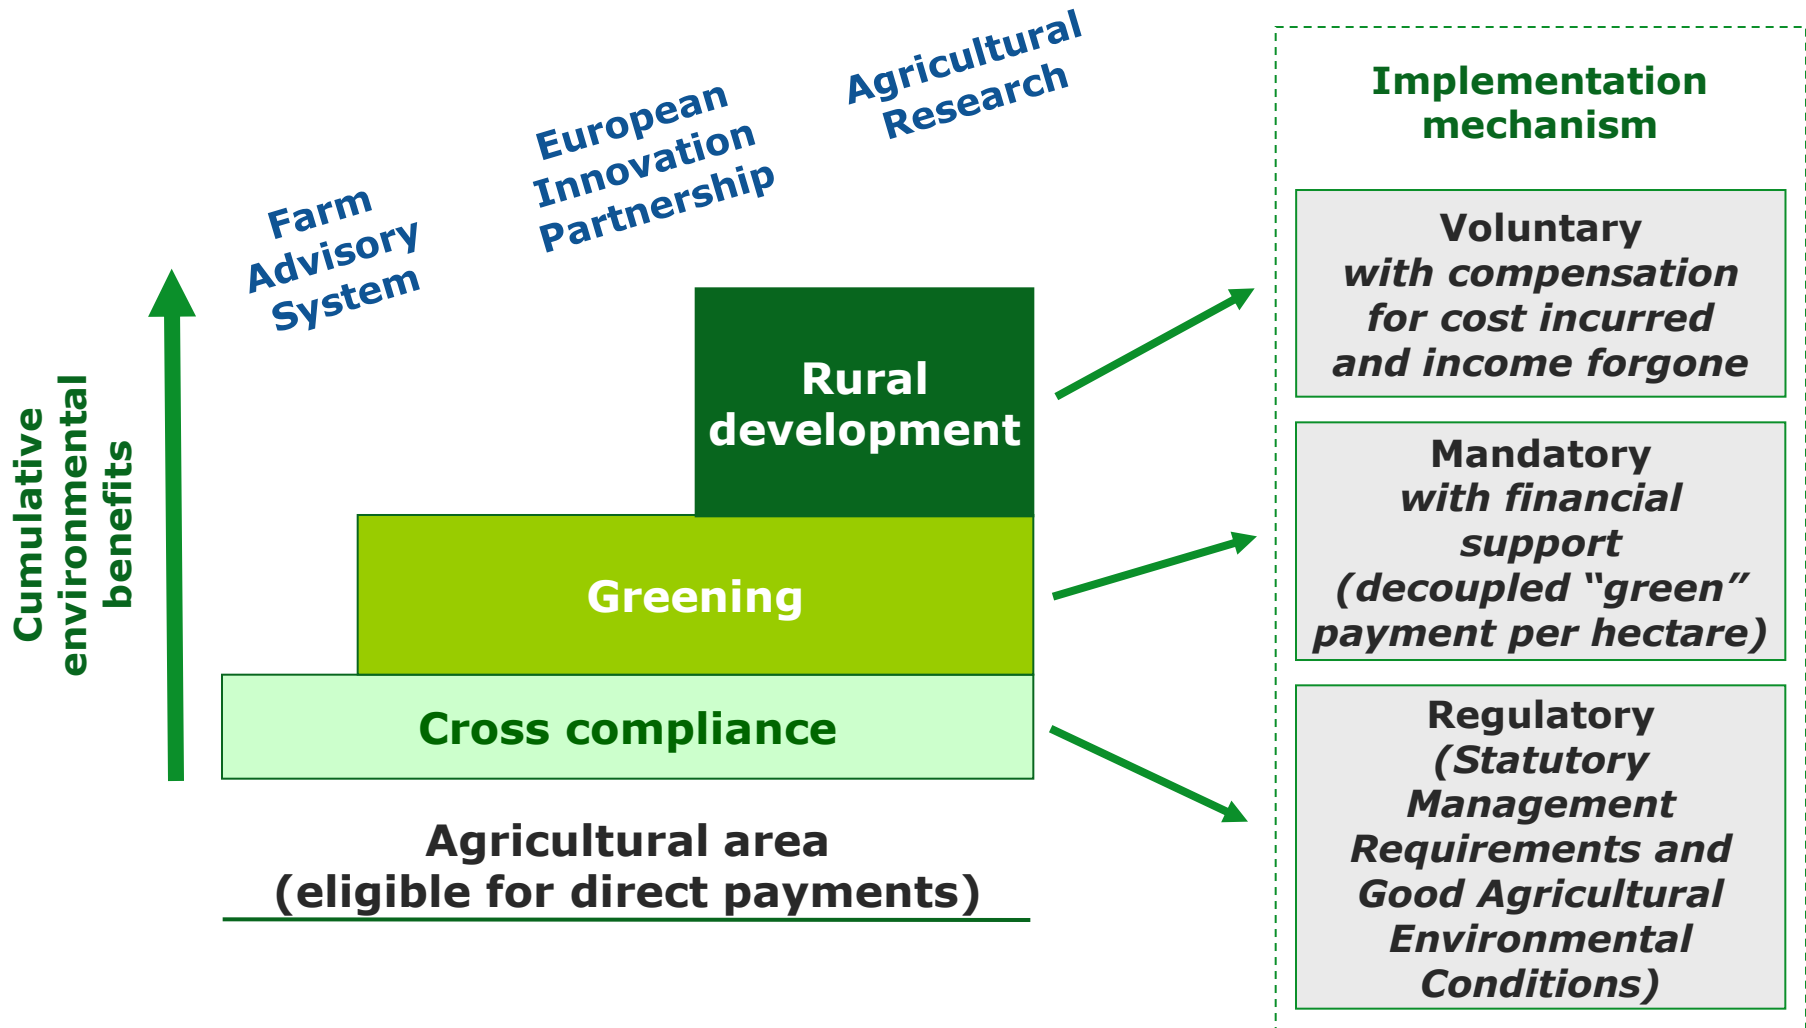 Farm
Advisory
System
European
Innovation
Partnership
Agricultural
Research
Cumulative
environmental
benefits
Rural
development
Greening
Cross compliance
Agricultural area
(eligible for direct payments)
Implementation
mechanism
Voluntary
with compensation
for cost incurred
and income forgone
Mandatory
with financial
support
(decoupled “green”
payment per hectare)
Regulatory
(Statutory
Management
Requirements and
Good Agricultural
Environmental
Conditions)